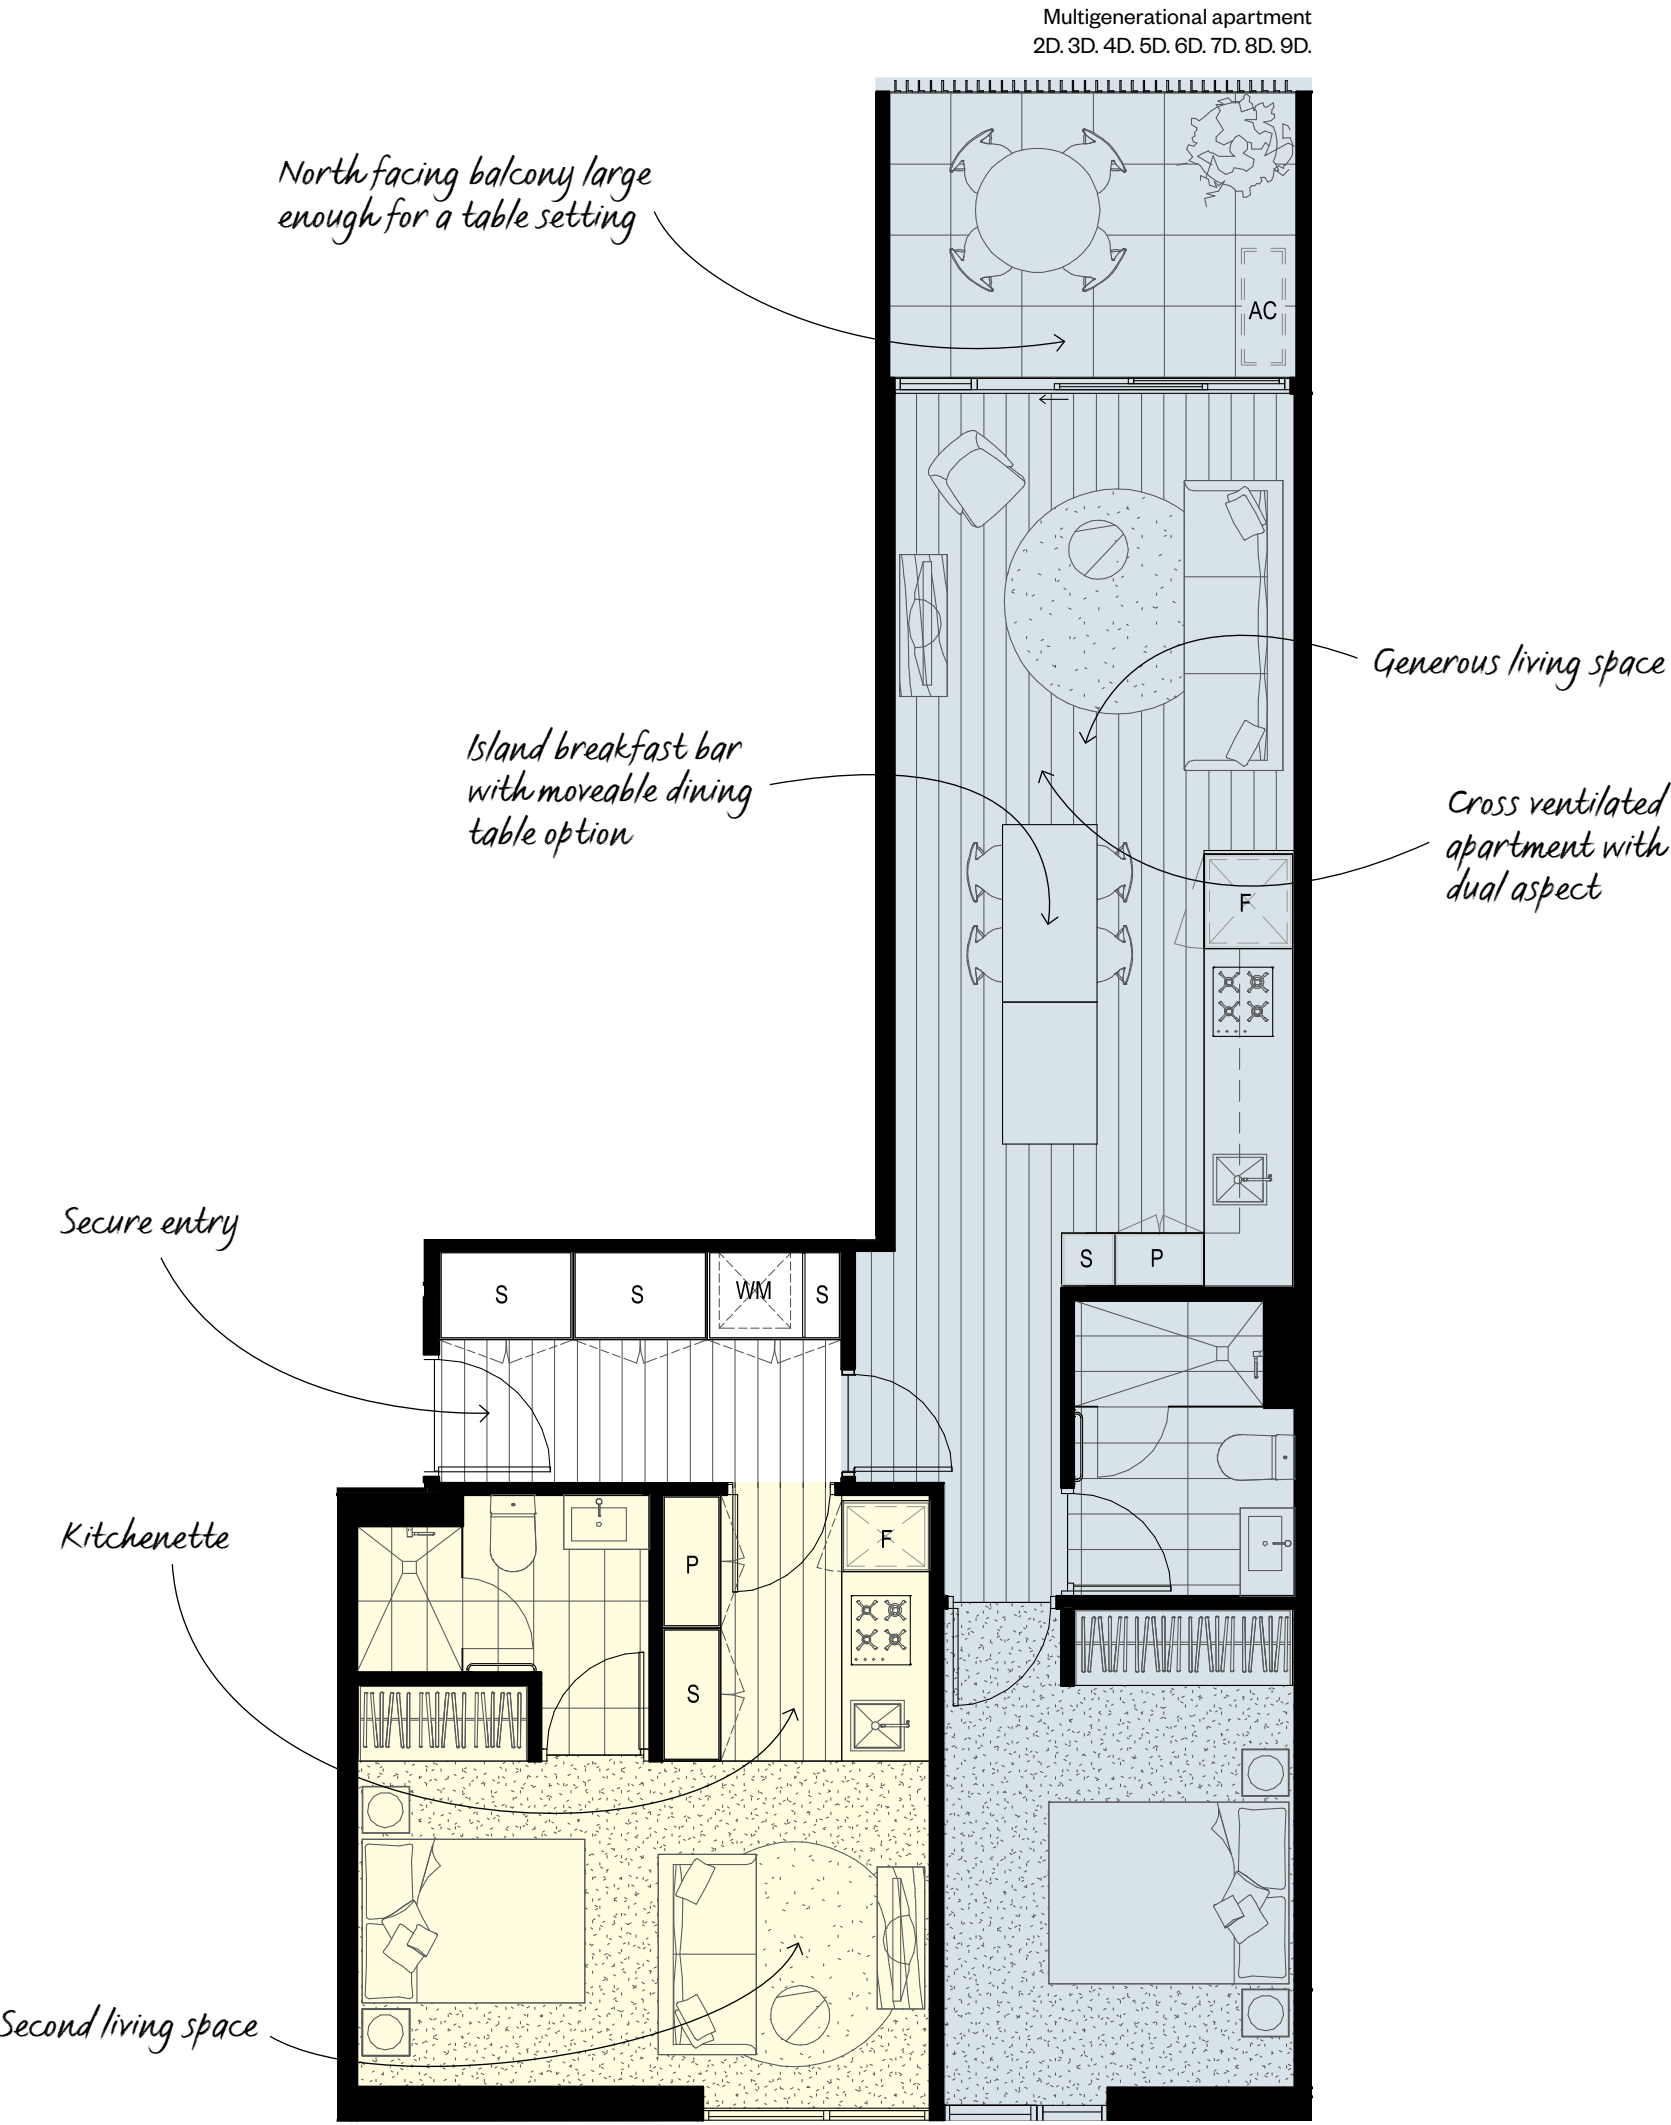 Multigenerational apartment
2D. 3D. 4D. 5D. 6D. 7D. 8D. 9D.
North facing balcony large
enough for a table setting
AC
Generous living space
Island breakfast bar
with moveable dining
table option
Cross ventilated
apartment with
dual aspect
F
Secure entry
S
P
S
S
WM
S
Kitchenette
P
F
S
Second living space